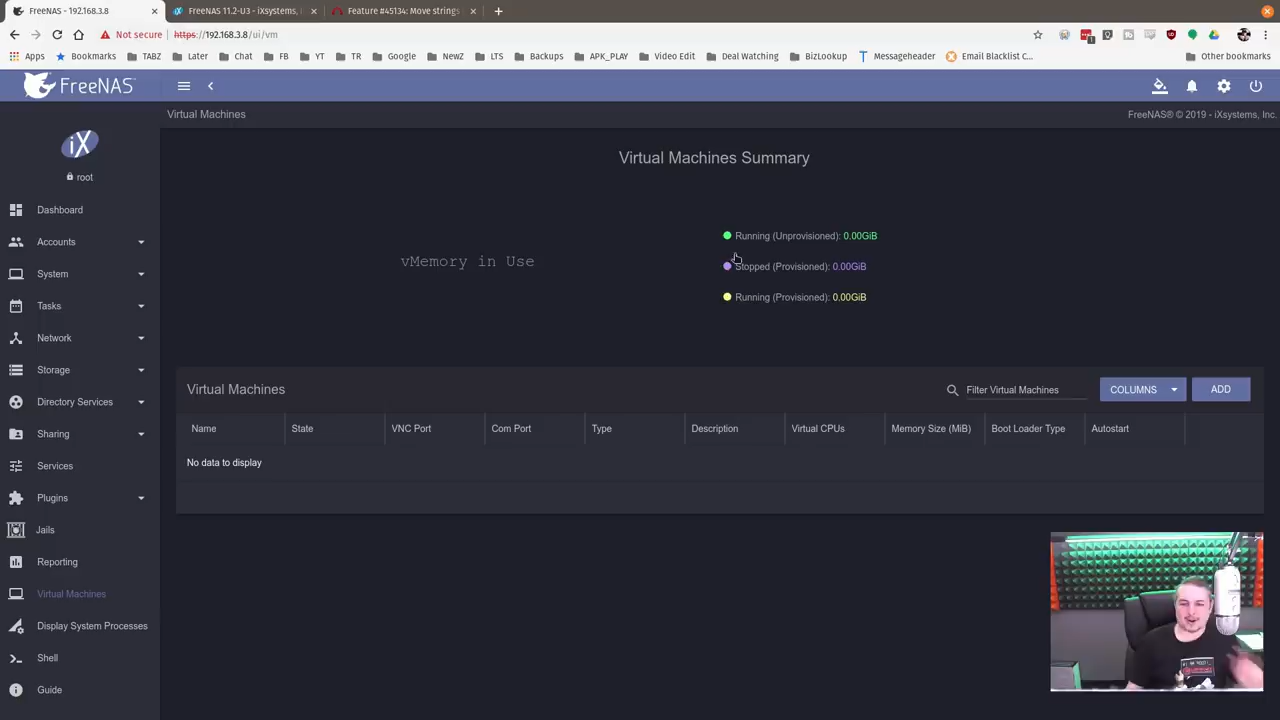 FreeNAS - 192.168.3.8
FreeNAS 11.2-U3 - iXsystems, I
Feature #45134: Move strings
Not secure
https://192.168.3.8/ui/vm
Apps
Bookmarks
TABZ
Later
Chat
FB
YT
TR
Google
NewZ
LTS
Backups
APK_PLAY
Video Edit
Deal Watching
BizLookup
Messageheader
Email Blacklist C...
Other bookmarks
FreeNAS
Virtual Machines
FreeNAS® © 2019 - iXsystems, Inc.
iX
root
Dashboard
Accounts
System
Tasks
Network
Storage
Directory Services
Sharing
Services
Plugins
Jails
Reporting
Virtual Machines
Display System Processes
Shell
Guide
Virtual Machines Summary
vMemory in Use
Running (Unprovisioned): 0.00GiB
Stopped (Provisioned): 0.00GiB
Running (Provisioned): 0.00GiB
Virtual Machines
Filter Virtual Machines
COLUMNS
ADD
Name State VNC Port Com Port Type Description Virtual CPUs Memory Size (MiB) Boot Loader Type Autostart
No data to display